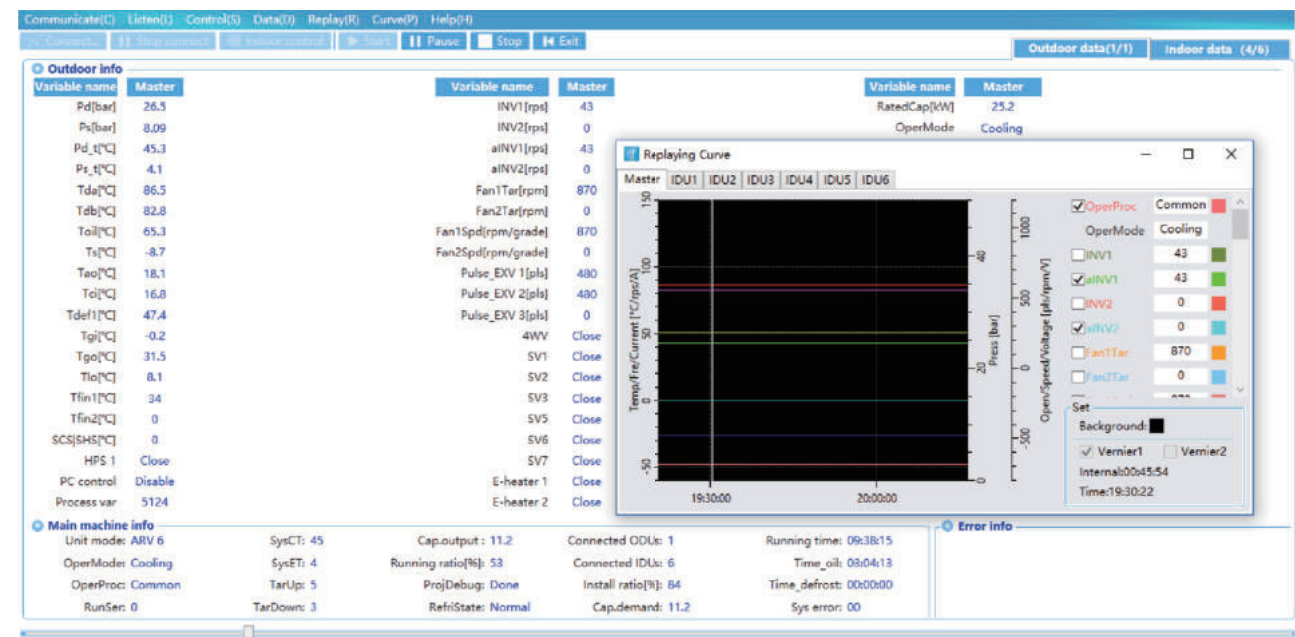 Communicate(C) Listen(L) Control(S) Data(D) Replay(R) Curve(P) Help(H)
Connect... Stop connect Indoor control Start Pause Stop Exit
Outdoor data(1/1) Indoor data (4/6)
Outdoor info
Variable name Master Variable name Master Variable name Master
Pd[bar] 26.5 INV1[rps] 43 RatedCap[kW] 25.2
Ps[bar] 8.09 INV2[rps] 0 OperMode Cooling
Pd_t[°C] 45.3 aINV1[rps] 43
Ps_t[°C] 4.1 aINV2[rps] 0
Tda[°C] 86.5 Fan1Tar[rpm] 870
Tdb[°C] 82.8 Fan2Tar[rpm] 0
Toil[°C] 65.3 Fan1Spd[rpm/grade] 870
Ts[°C] -8.7 Fan2Spd[rpm/grade] 0
Tao[°C] 18.1 Pulse_EXV 1[pls] 480
Tci[°C] 16.8 Pulse_EXV 2[pls] 480
Tdef1[°C] 47.4 Pulse_EXV 3[pls] 0
Tgi[°C] -0.2 4WV Close
Tgo[°C] 31.5 SV1 Close
Tlo[°C] 8.1 SV2 Close
Tfin1[°C] 34 SV3 Close
Tfin2[°C] 0 SV5 Close
SCS|SHS[°C] 0 SV6 Close
HPS 1 Close SV7 Close
PC control Disable E-heater 1 Close
Process var 5124 E-heater 2 Close
Replaying Curve
Master IDU1 IDU2 IDU3 IDU4 IDU5 IDU6
Temp/Fre/Current [°C/rps/A]
150
100
50
0
-50
19:30:00 20:00:00
Press [bar]
40
20
0
Open/Speed/Voltage [pls/rpm/V]
1000
500
0
-500
OperProc Common
OperMode Cooling
INV1 43
aINV1 43
INV2 0
aINV2 0
Fan1Tar 870
Fan2Tar 0
Set
Background:
Vernier1 Vernier2
Internal:00:45:54
Time:19:30:22
Main machine info
Unit mode: ARV 6 SysCT: 45 Cap.output : 11.2 Connected ODUs: 1 Running time: 09:38:15
OperMode: Cooling SysET: 4 Running ratio[%]: 53 Connected IDUs: 6 Time_oil: 03:04:13
OperProc: Common TarUp: 5 ProjDebug: Done Install ratio[%]: 84 Time_defrost: 00:00:00
RunSer: 0 TarDown: 3 RefriState: Normal Cap.demand: 11.2 Sys error: 00
Error info